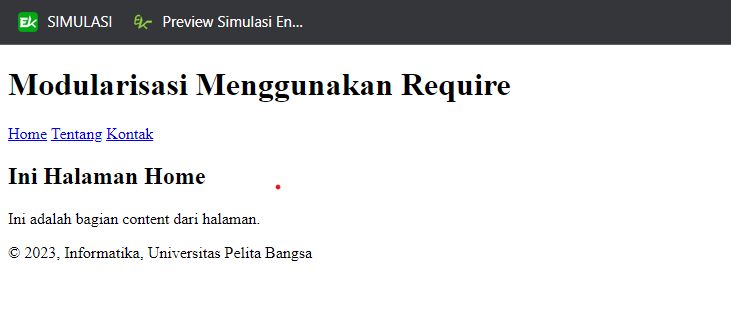 SIMULASI Preview Simulasi En...
Modularisasi Menggunakan Require
Home Tentang Kontak
Ini Halaman Home
Ini adalah bagian content dari halaman.
© 2023, Informatika, Universitas Pelita Bangsa